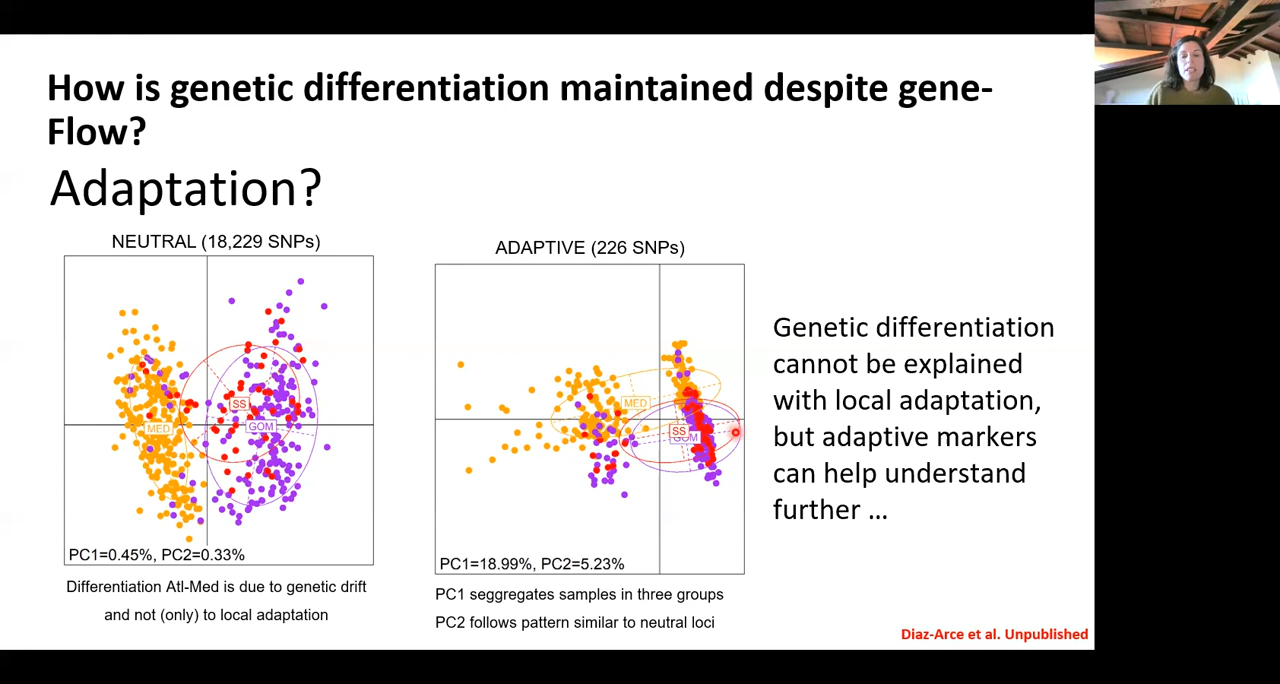 How is genetic differentiation maintained despite gene-
Flow?
Adaptation?
NEUTRAL (18,229 SNPs)
SS
MED
GOM
PC1=0.45%, PC2=0.33%
Differentiation Atl-Med is due to genetic drift
and not (only) to local adaptation
ADAPTIVE (226 SNPs)
MED
SS
GOM
PC1=18.99%, PC2=5.23%
PC1 seggregates samples in three groups
PC2 follows pattern similar to neutral loci
Genetic differentiation
cannot be explained
with local adaptation,
but adaptive markers
can help understand
further ...
Diaz-Arce et al. Unpublished